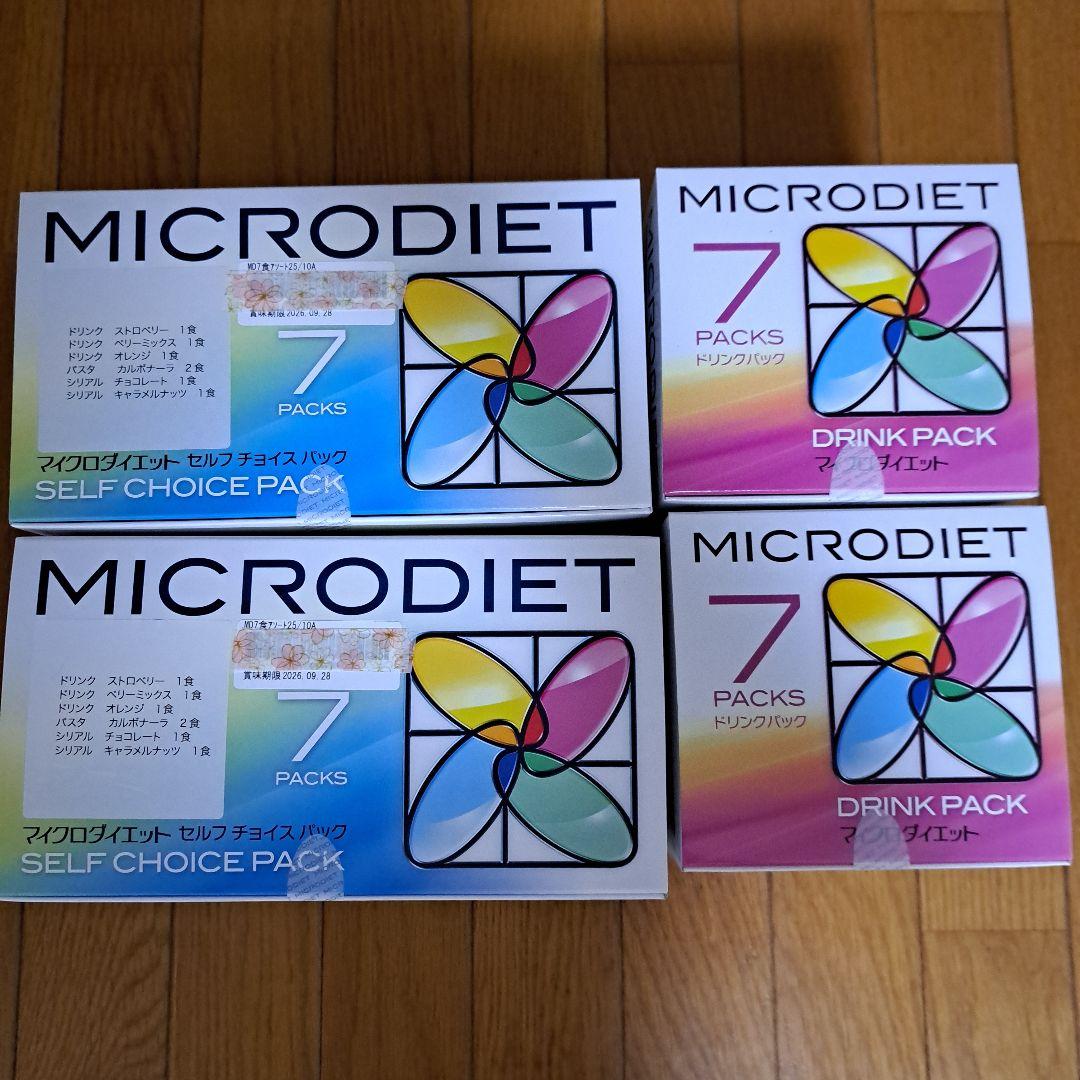 MICRODIET
MD7食アソート25/10A
賞味期限 2026. 09. 28
ドリンク ストロベリー 1食
ドリンク ベリーミックス 1食
ドリンク オレンジ 1食
パスタ カルボナーラ 2食
シリアル チョコレート 1食
シリアル キャラメルナッツ 1食
7
PACKS
マイクロダイエット セルフ チョイス パック
SELF CHOICE PACK
MICRODIET
7
PACKS
ドリンクパック
DRINK PACK
マイクロダイエット
MICRODIET
MD7食アソート25/10A
賞味期限 2026. 09. 28
ドリンク ストロベリー 1食
ドリンク ベリーミックス 1食
ドリンク オレンジ 1食
パスタ カルボナーラ 2食
シリアル チョコレート 1食
シリアル キャラメルナッツ 1食
7
PACKS
マイクロダイエット セルフ チョイス パック
SELF CHOICE PACK
MICRODIET
7
PACKS
ドリンクパック
DRINK PACK
マイクロダイエット